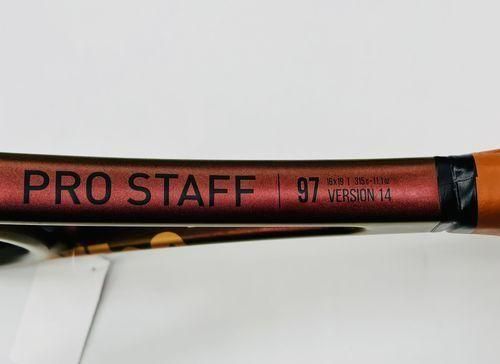 PRO STAFF | 97 16x19 | 315g-11.1oz
VERSION 14